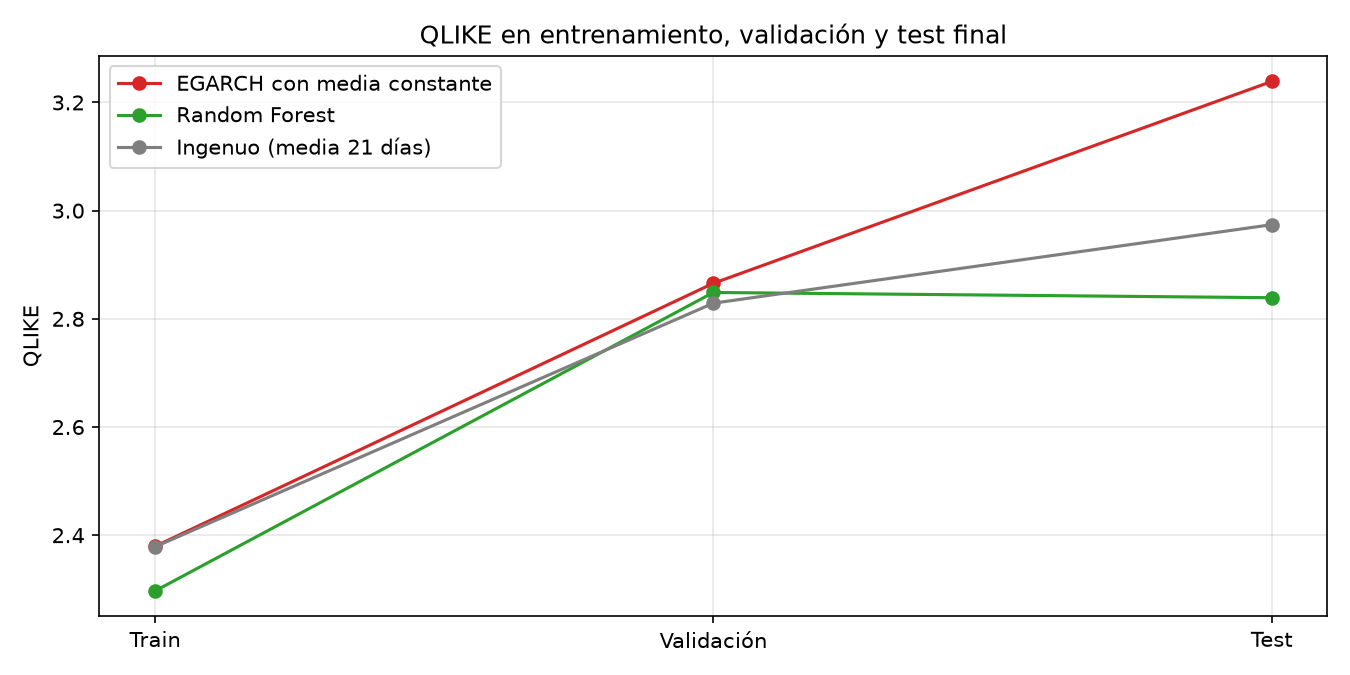 QLIKE en entrenamiento, validación y test final
EGARCH con media constante
Random Forest
Ingenuo (media 21 días)
3.2
3.0
2.8
2.6
2.4
QLIKE
Train
Validación
Test